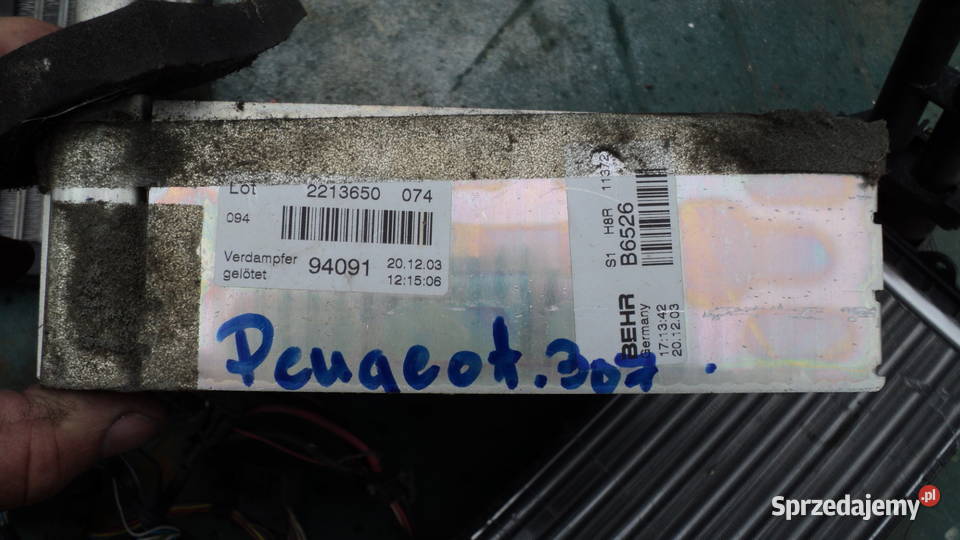 Lot 2213650 074
094
Verdampfer gelötet 94091 20.12.03 12:15:06
S1 H8R 11372
B6526
BEHR
Germany
17:13:42
20.12.03
Peugeot.307.
Sprzedajemy.pl